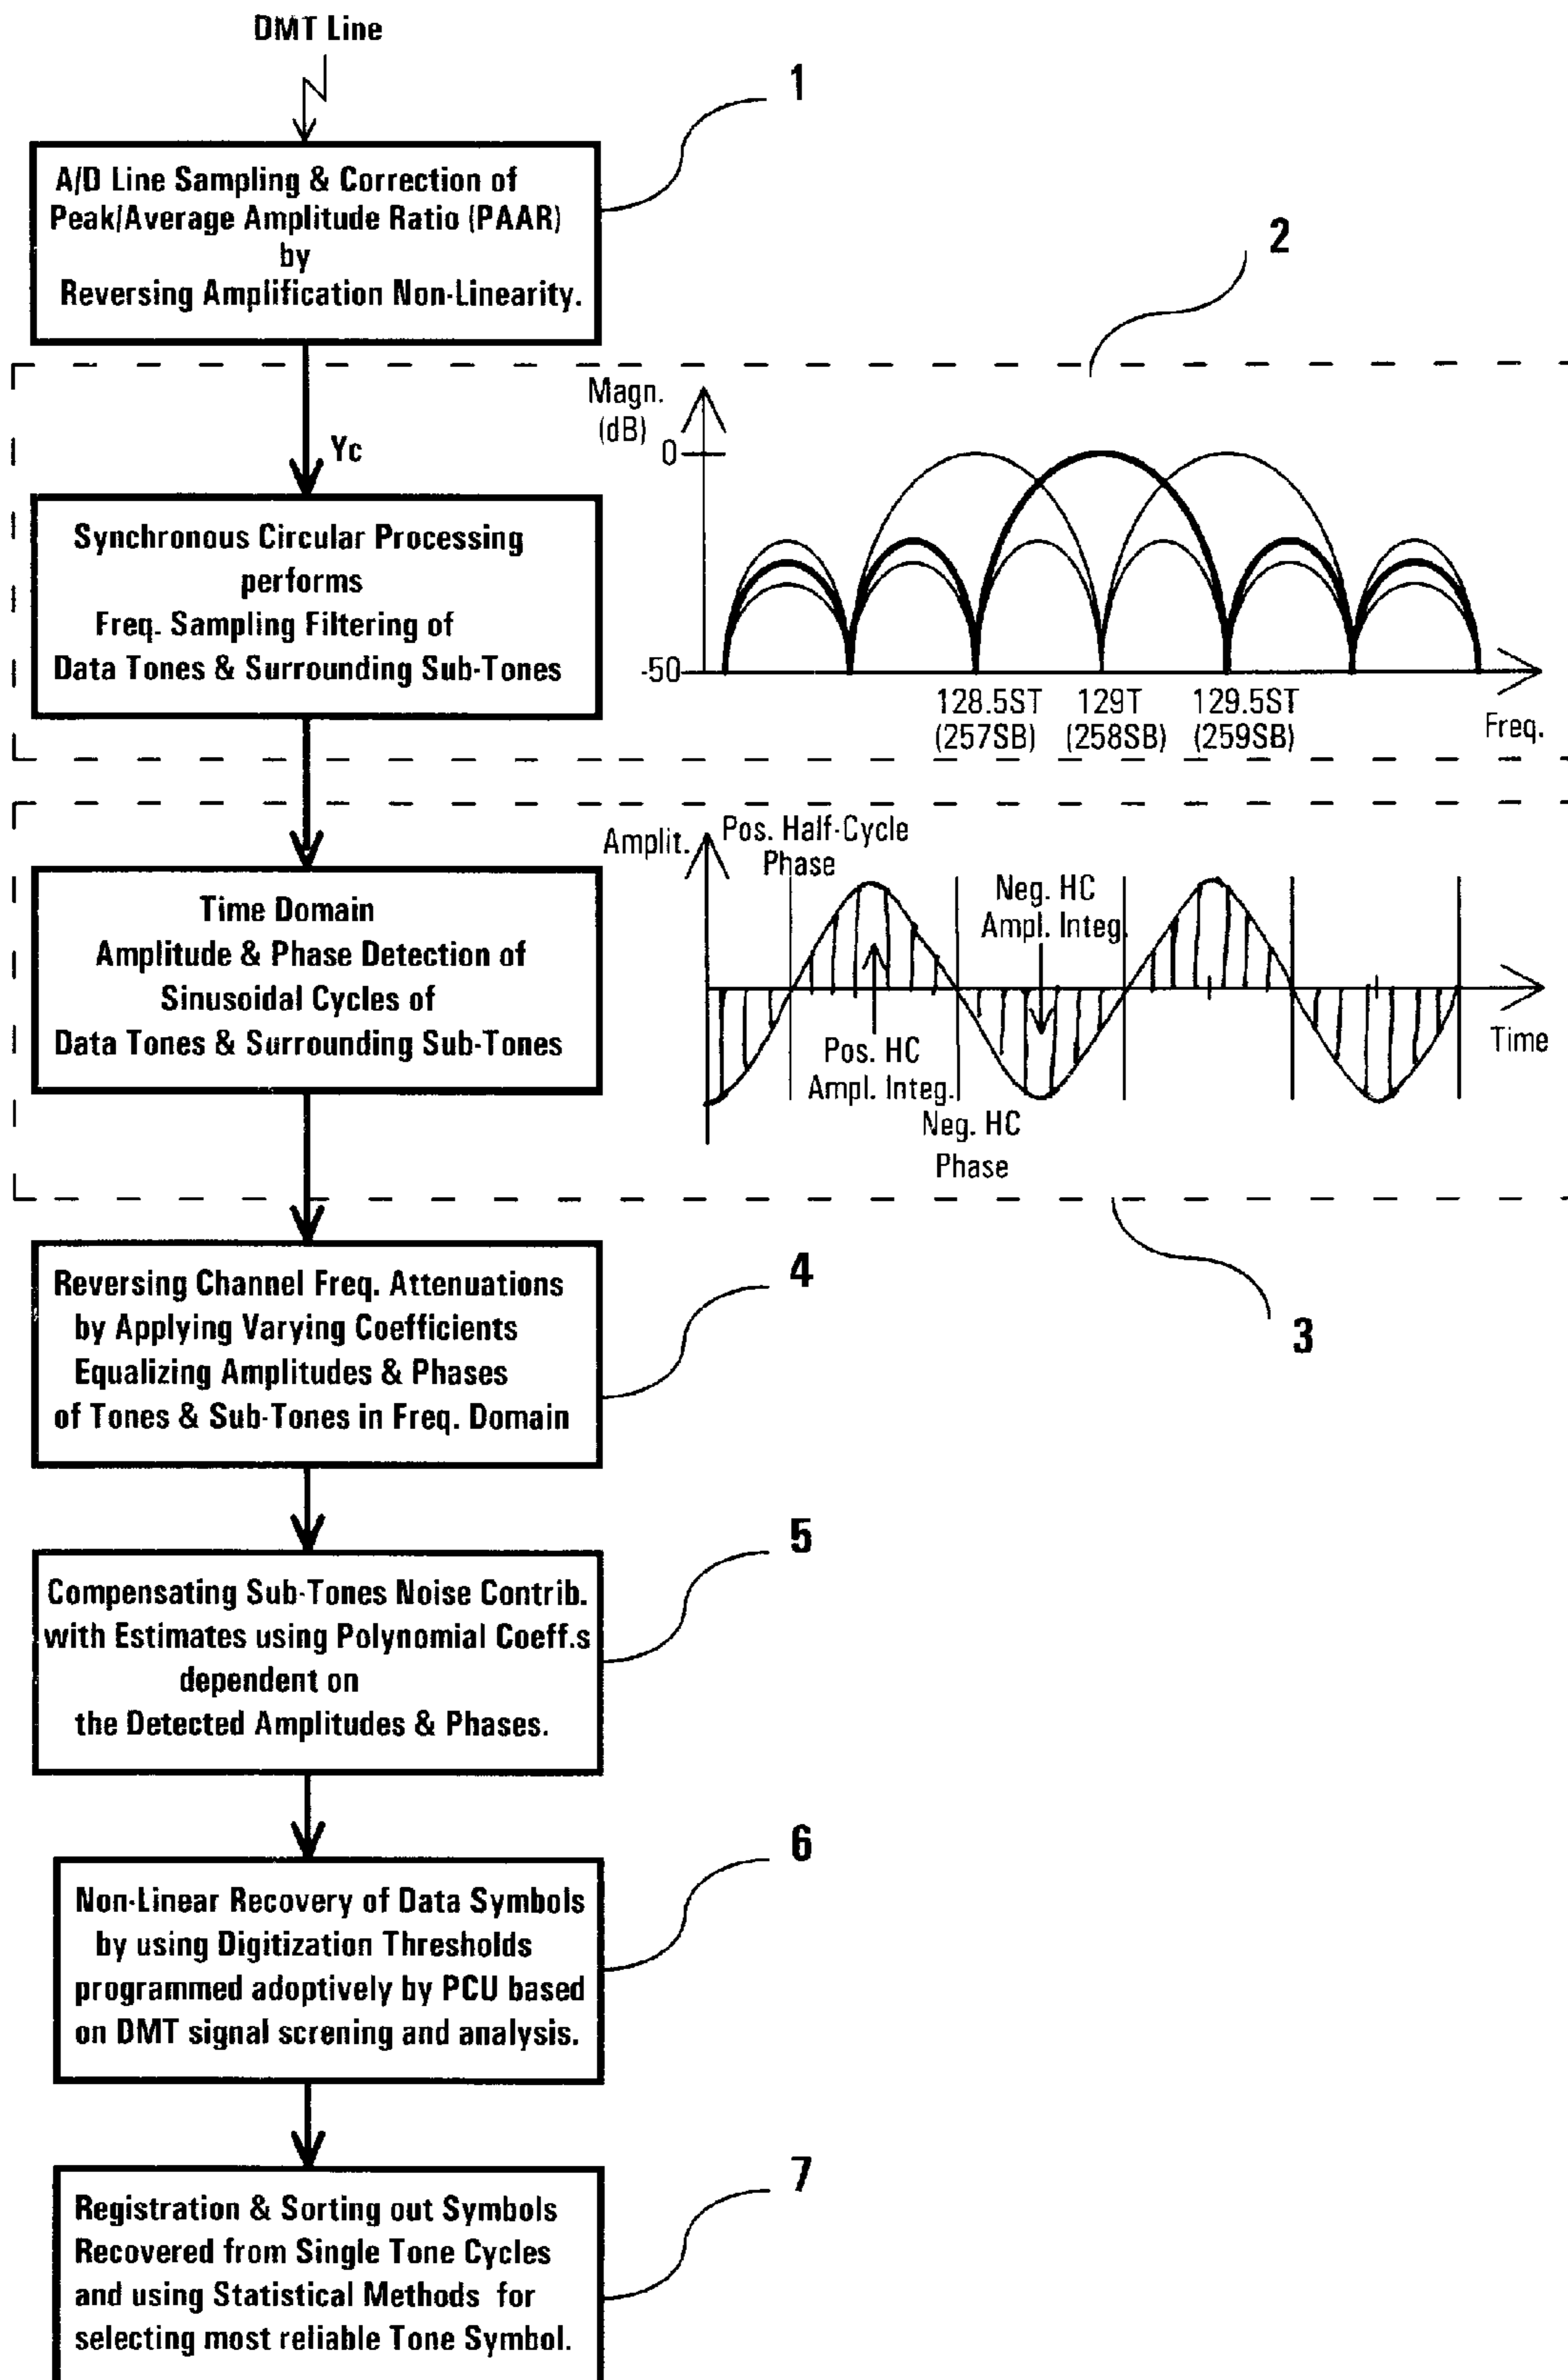 DMT Line
1
A/D Line Sampling & Correction of
Peak/Average Amplitude Ratio (PAAR)
by
Reversing Amplification Non-Linearity.
2
Yc
Synchronous Circular Processing
performs
Freq. Sampling Filtering of
Data Tones & Surrounding Sub-Tones
Magn.
(dB)
0
-50
128.5ST 129T 129.5ST
(257SB) (258SB) (259SB)
Freq.
Time Domain
Amplitude & Phase Detection of
Sinusoidal Cycles of
Data Tones & Surrounding Sub-Tones
Amplit.
Pos. Half-Cycle
Phase
Neg. HC
Ampl. Integ.
Pos. HC
Ampl. Integ.
Neg. HC
Phase
Time
3
4
Reversing Channel Freq. Attenuations
by Applying Varying Coefficients
Equalizing Amplitudes & Phases
of Tones & Sub-Tones in Freq. Domain
5
Compensating Sub-Tones Noise Contrib.
with Estimates using Polynomial Coeff.s
dependent on
the Detected Amplitudes & Phases.
6
Non-Linear Recovery of Data Symbols
by using Digitization Thresholds
programmed adoptively by PCU based
on DMT signal screning and analysis.
7
Registration & Sorting out Symbols
Recovered from Single Tone Cycles
and using Statistical Methods for
selecting most reliable Tone Symbol.